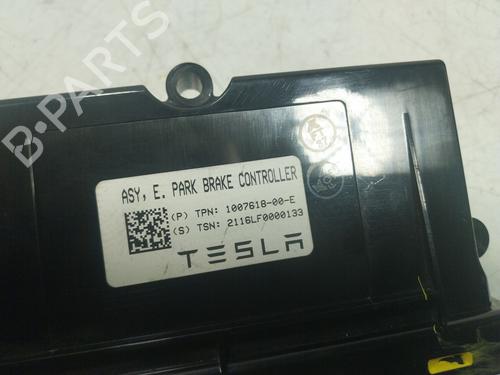 B-PARTS
ASY, E. PARK BRAKE CONTROLLER
(P) TPN: 1007618-00-E
(S) TSN: 2116LF0000133
TESLA